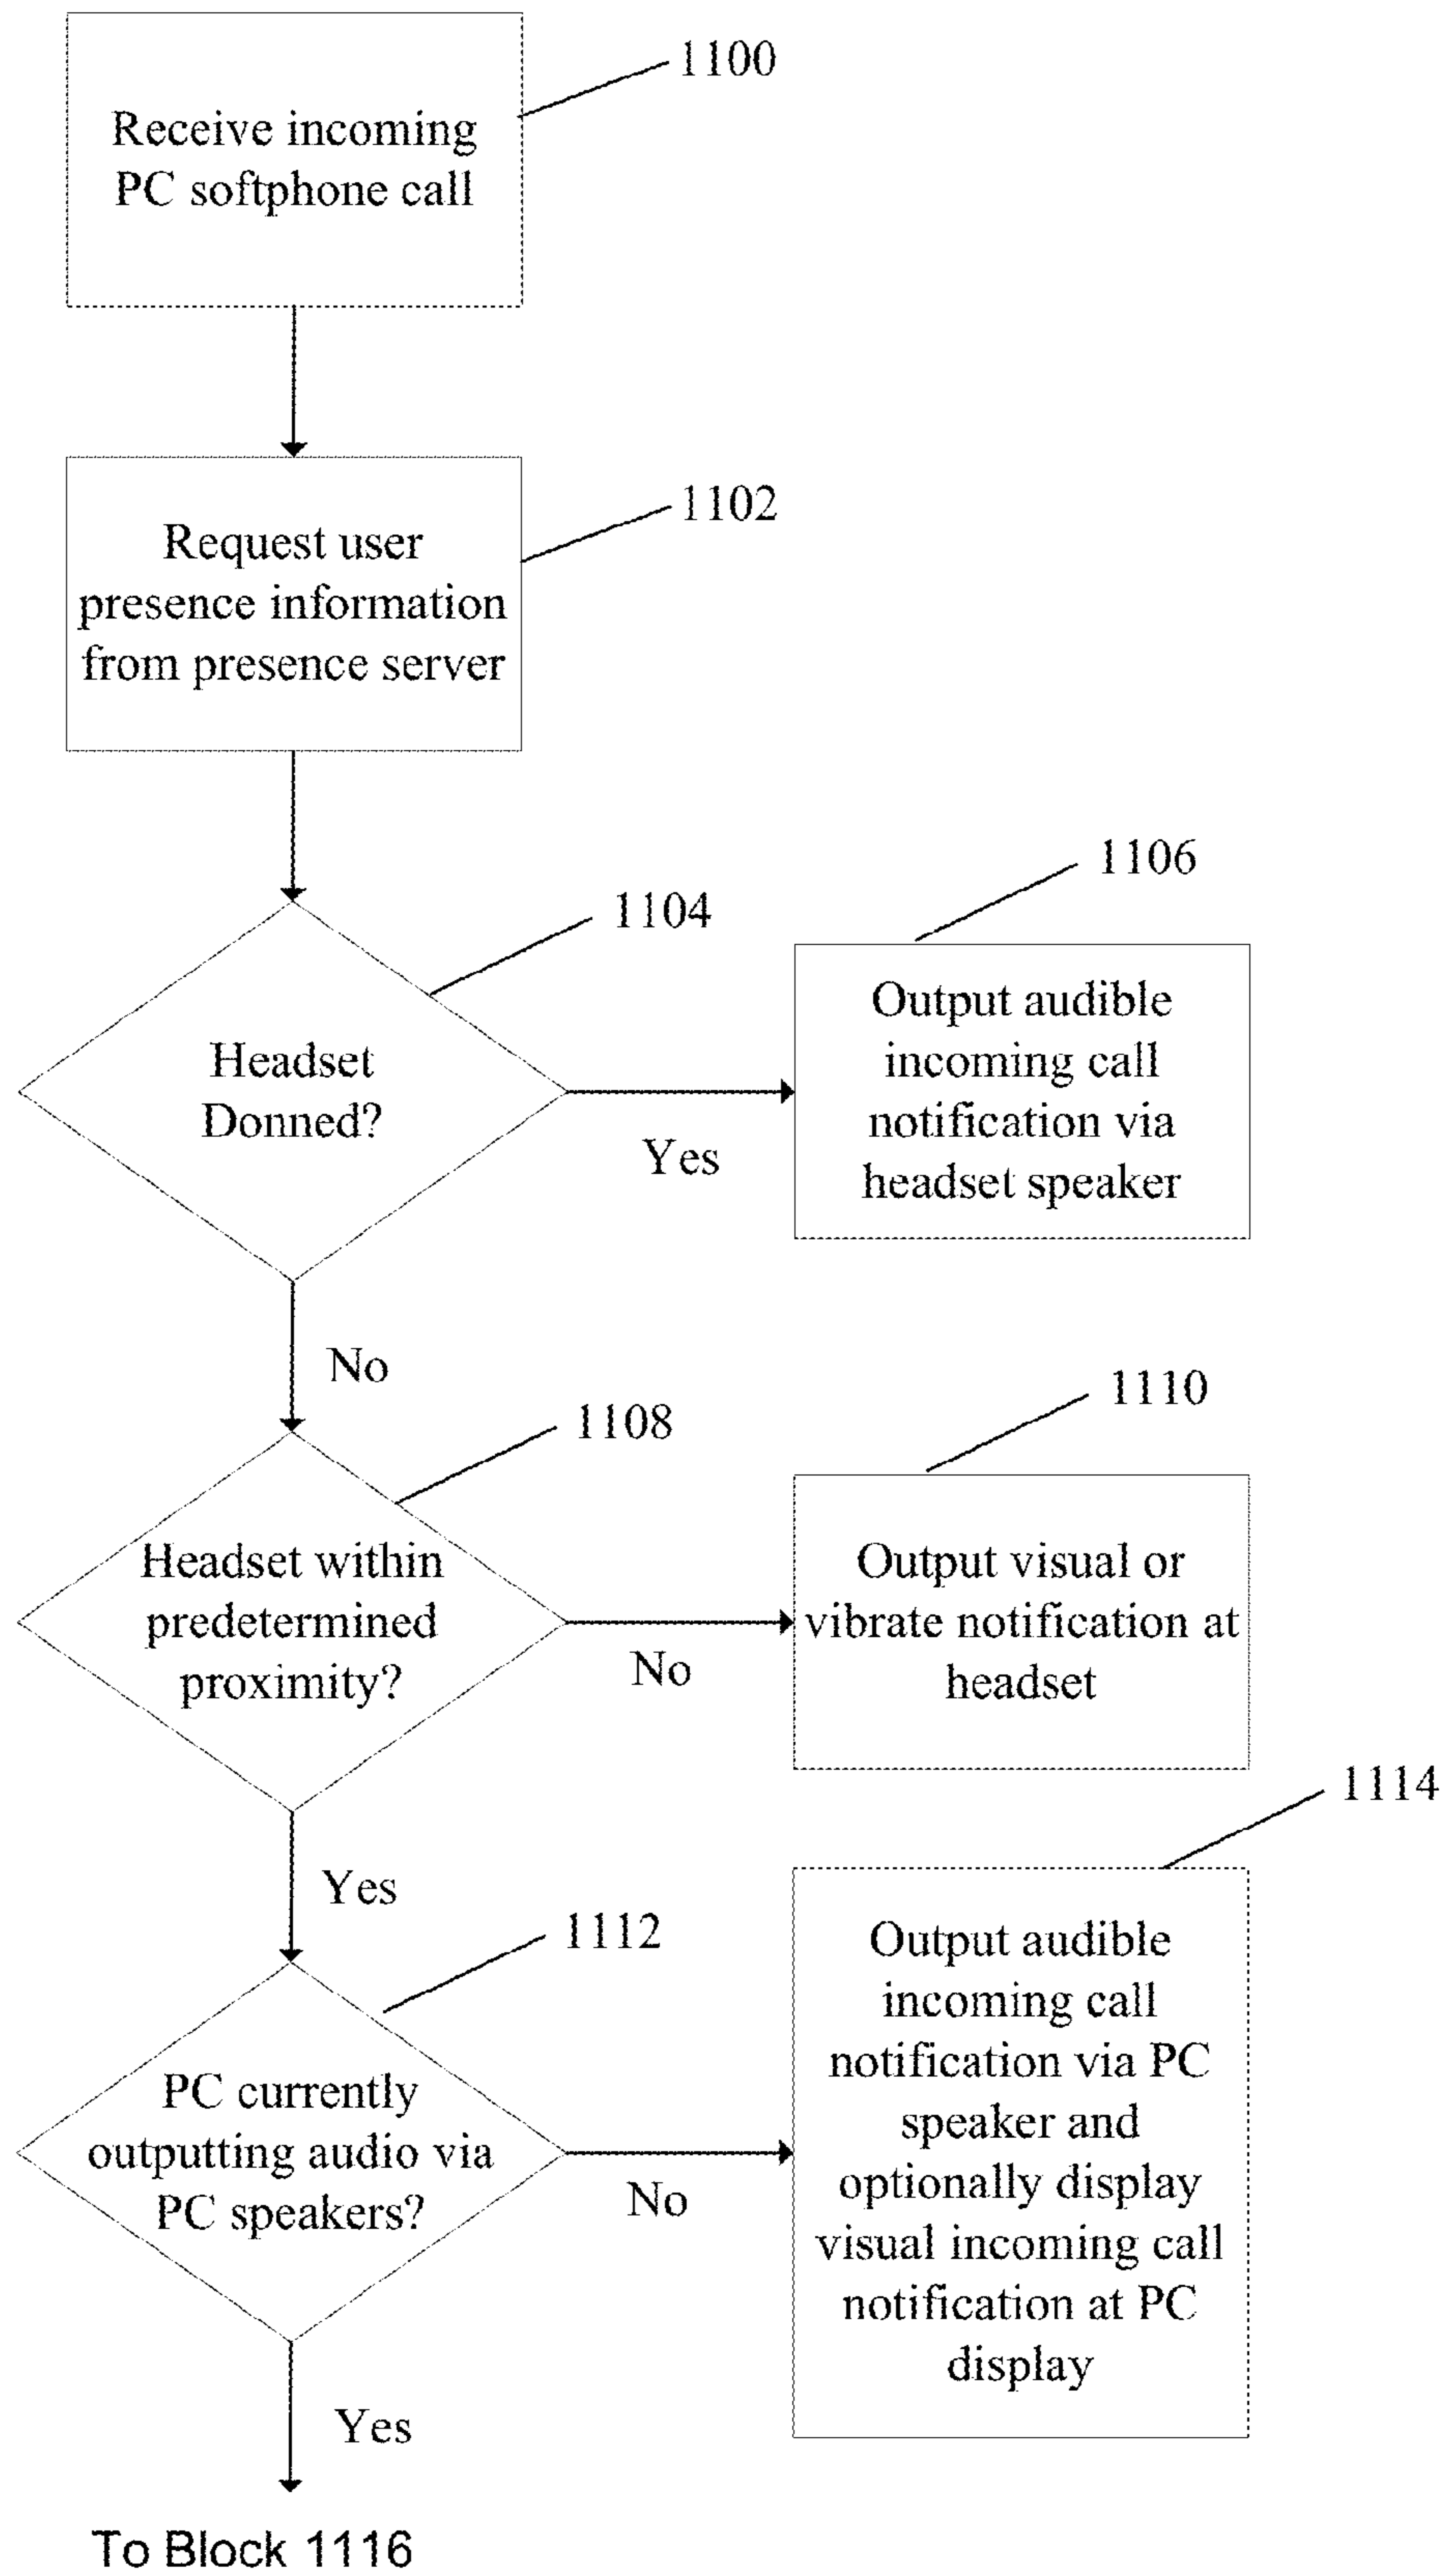 1100
Receive incoming
PC softphone call
1102
Request user
presence information
from presence server
1104
Headset
Donned?
Yes
1106
Output audible
incoming call
notification via
headset speaker
No
1108
Headset within
predetermined
proximity?
No
1110
Output visual or
vibrate notification at
headset
Yes
1112
PC currently
outputting audio via
PC speakers?
No
1114
Output audible
incoming call
notification via PC
speaker and
optionally display
visual incoming call
notification at PC
display
Yes
To Block 1116